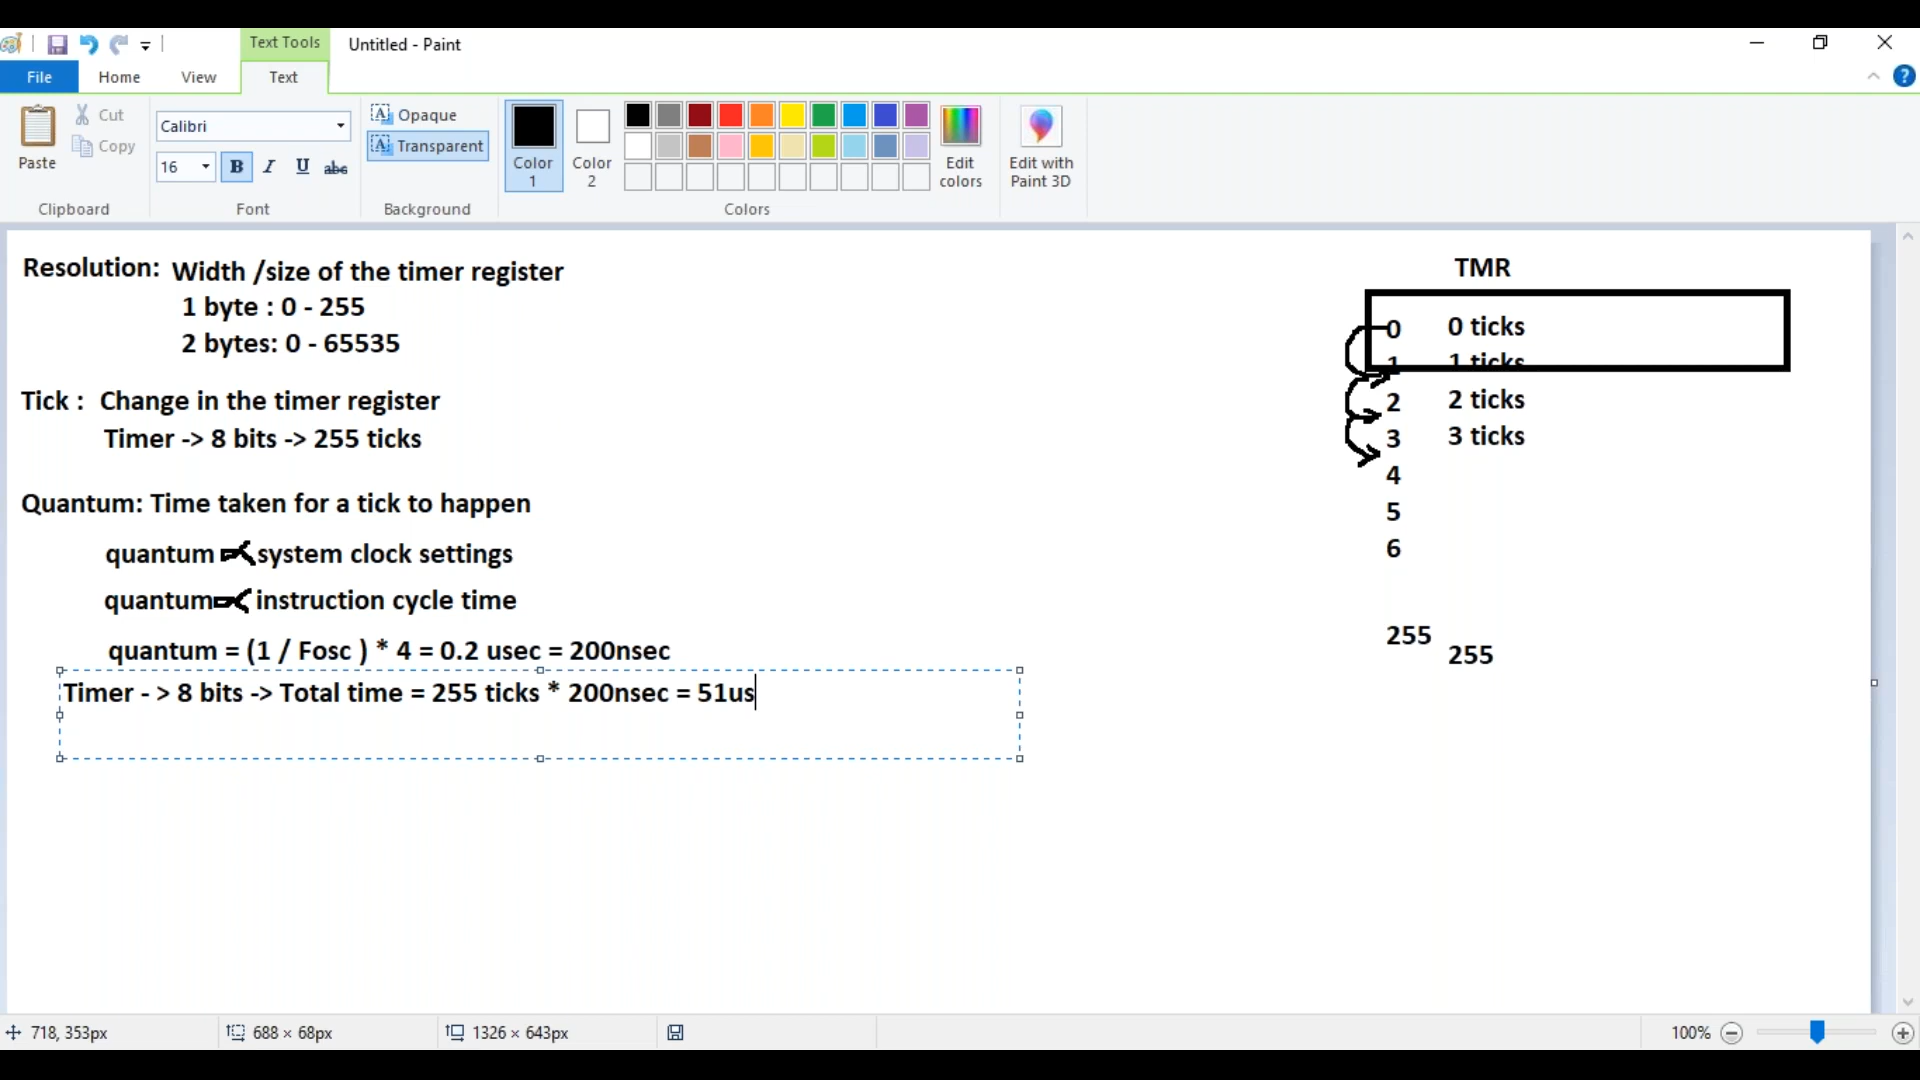 Text Tools
Untitled - Paint
File
Home
View
Text
Paste
Cut
Copy
Clipboard
Calibri
16
B I U abc
Font
Opaque
Transparent
Background
Color 1
Color 2
Edit colors
Colors
Edit with Paint 3D
Resolution: Width /size of the timer register
1 byte : 0 - 255
2 bytes: 0 - 65535
Tick : Change in the timer register
Timer -> 8 bits -> 255 ticks
Quantum: Time taken for a tick to happen
quantum ∝ system clock settings
quantum ∝ instruction cycle time
quantum = (1 / Fosc ) * 4 = 0.2 usec = 200nsec
Timer - > 8 bits -> Total time = 255 ticks * 200nsec = 51us
TMR
0 0 ticks
1 1 ticks
2 2 ticks
3 3 ticks
4
5
6
255
255
718, 353px
688 × 68px
1326 × 643px
100%